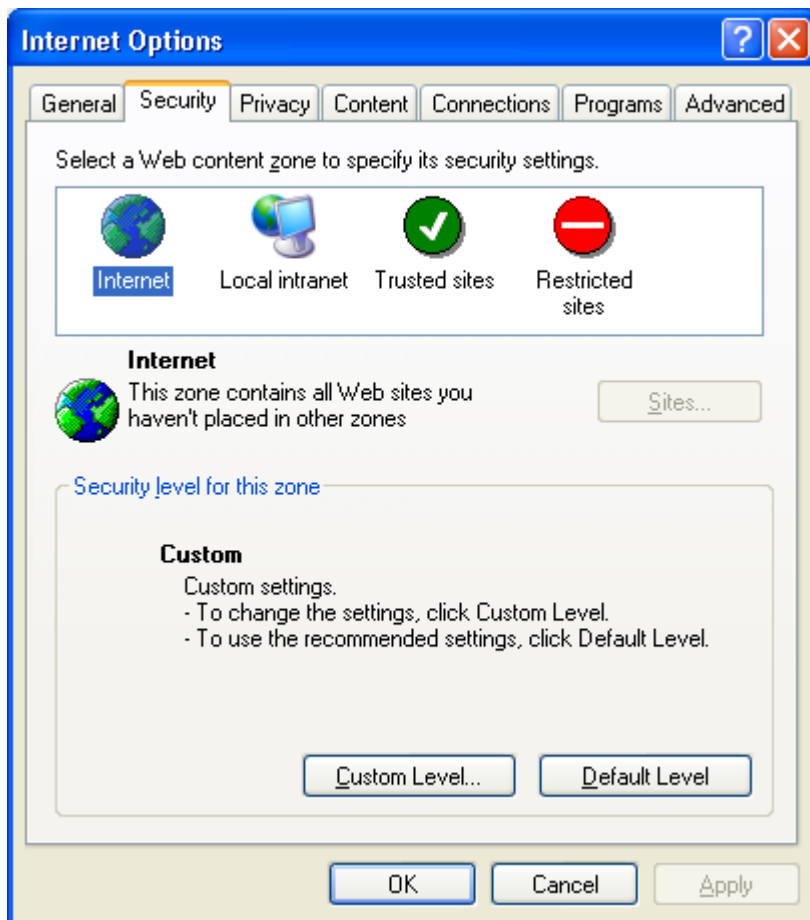 Internet Options
General Security Privacy Content Connections Programs Advanced
Select a Web content zone to specify its security settings.
Internet Local intranet Trusted sites Restricted
sites
Internet
This zone contains all Web sites you
haven't placed in other zones
Sites...
Security level for this zone
Custom
Custom settings.
- To change the settings, click Custom Level.
- To use the recommended settings, click Default Level.
Custom Level... Default Level
OK Cancel Apply